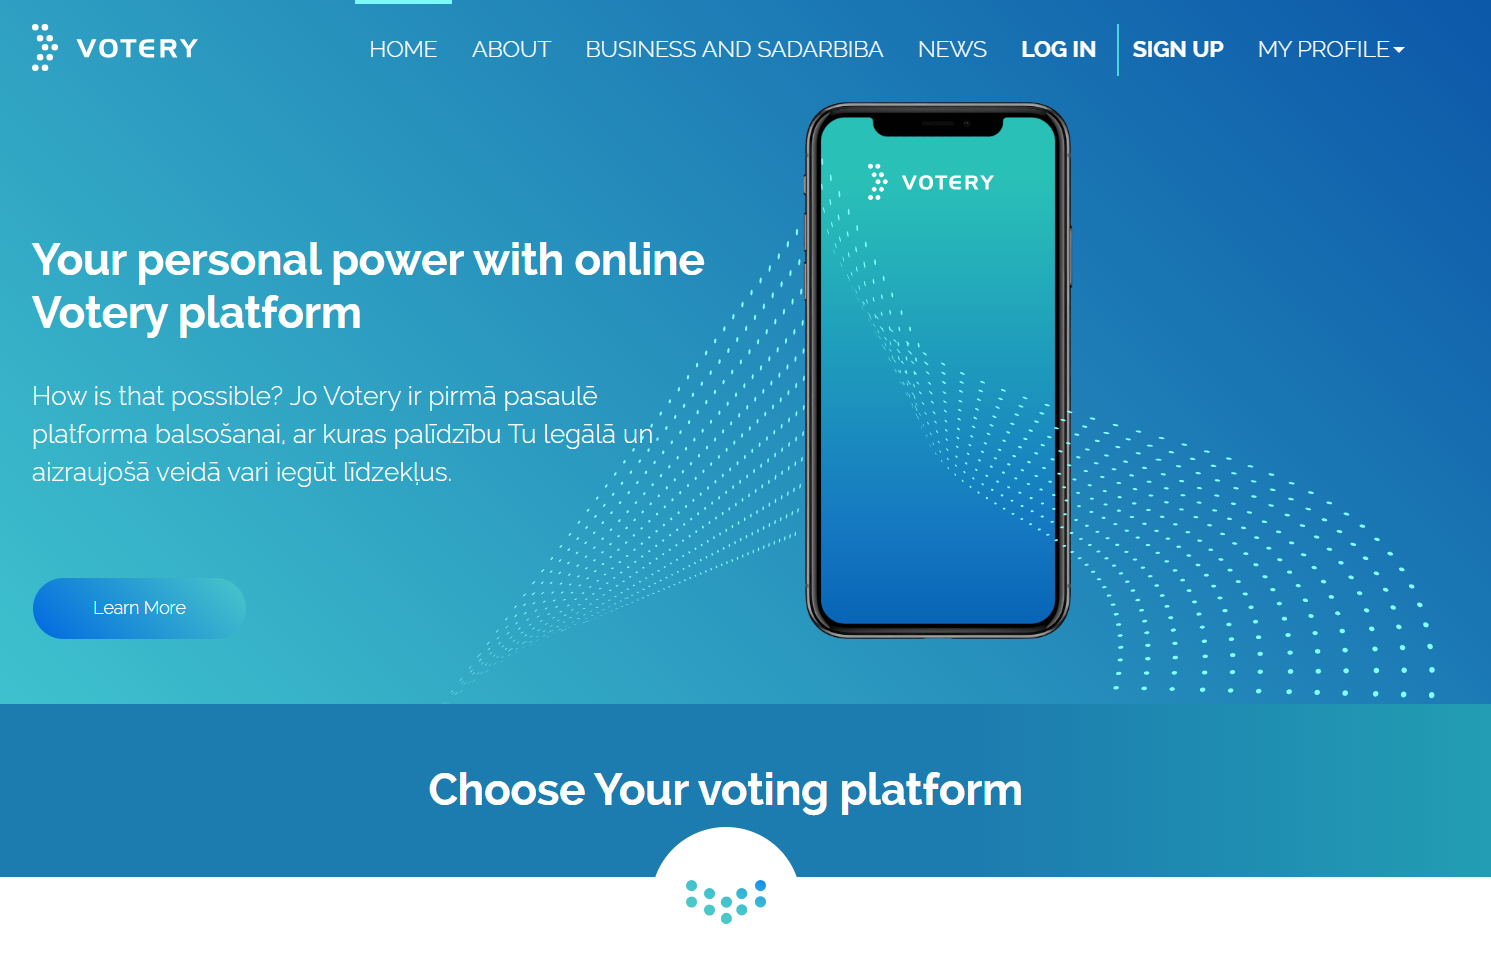 VOTERY
HOME ABOUT BUSINESS AND SADARBIBA NEWS LOG IN SIGN UP MY PROFILE
VOTERY
Your personal power with online
Votery platform
How is that possible? Jo Votery ir pirmā pasaulē
platforma balsošanai, ar kuras palīdzību Tu legālā un
aizraujošā veidā vari iegūt līdzekļus.
Learn More
Choose Your voting platform